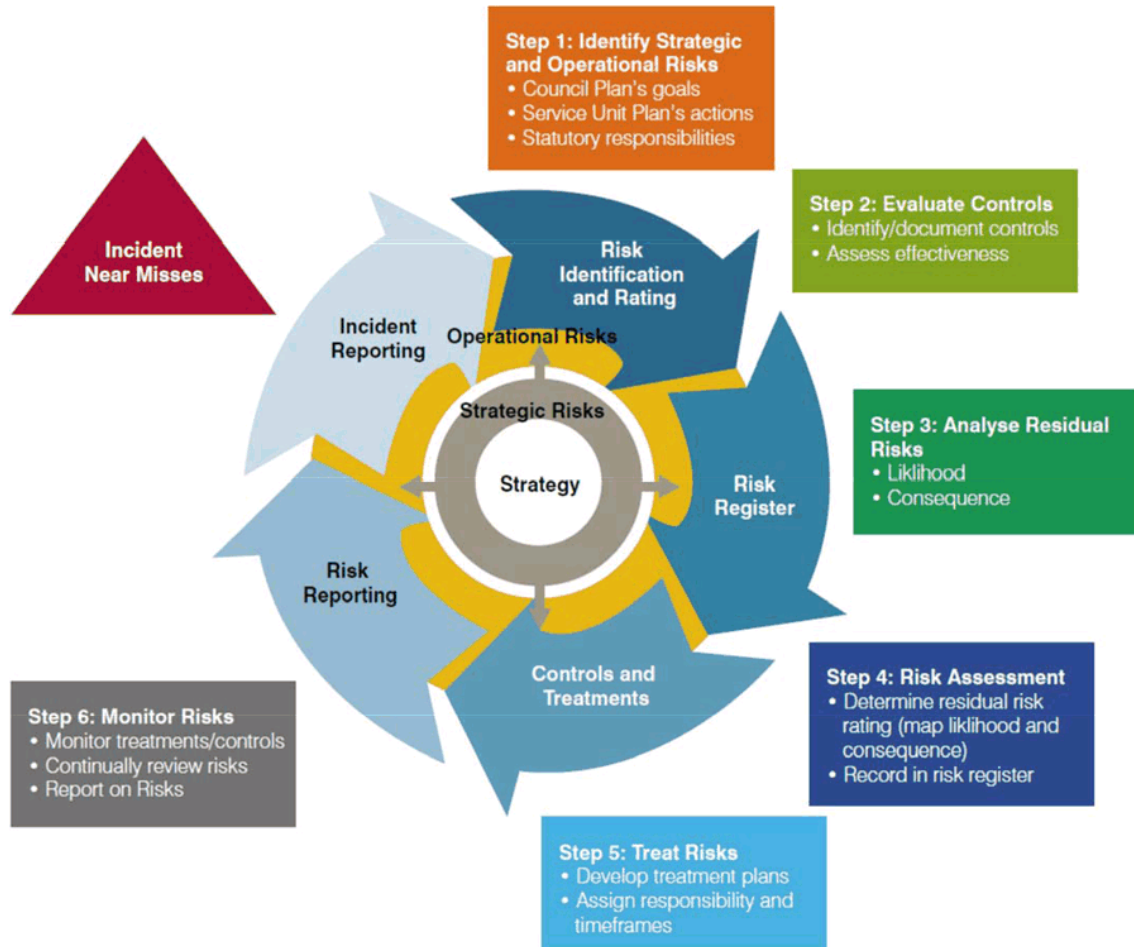 Step 1: Identify Strategic
and Operational Risks
• Council Plan's goals
• Service Unit Plan's actions
• Statutory responsibilities
Step 2: Evaluate Controls
• Identify/document controls
• Assess effectiveness
Incident
Near Misses
Risk
Identification
and Rating
Incident
Reporting
Operational Risks
Strategic Risks
Strategy
Risk
Register
Step 3: Analyse Residual
Risks
• Liklihood
• Consequence
Risk
Reporting
Controls and
Treatments
Step 4: Risk Assessment
• Determine residual risk
rating (map liklihood and
consequence)
• Record in risk register
Step 5: Treat Risks
• Develop treatment plans
• Assign responsibility and
timeframes
Step 6: Monitor Risks
• Monitor treatments/controls
• Continually review risks
• Report on Risks